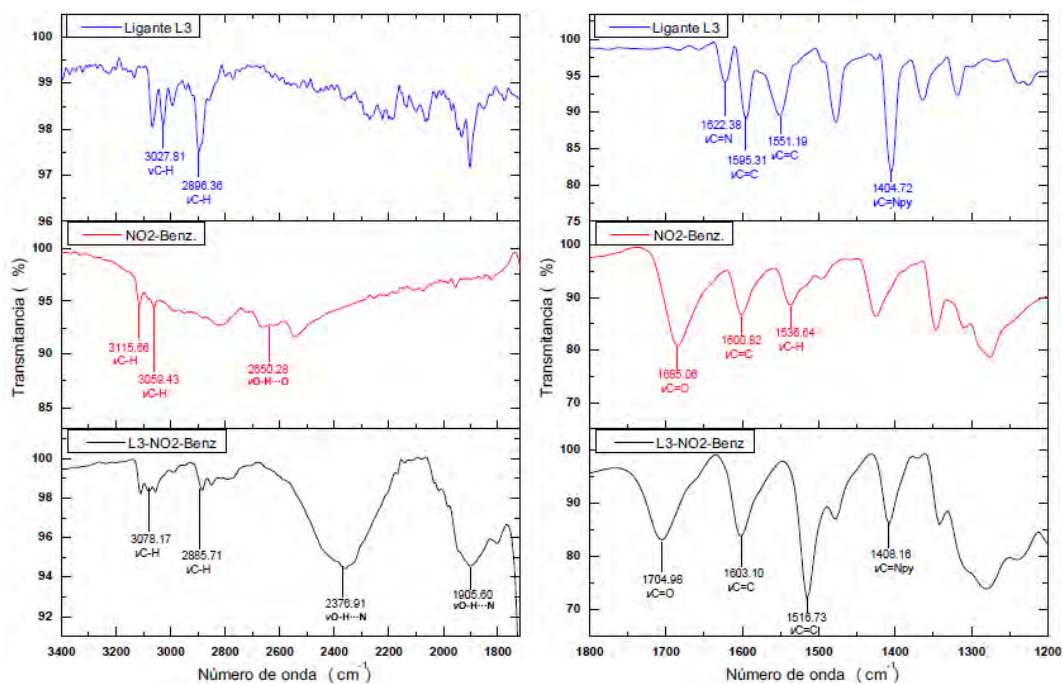 Ligante L3
100
99
98
97
96
3027.81
νC-H
2896.36
νC-H
NO2-Benz.
100
95
90
85
3115.66
νC-H
3059.43
νC-H
2650.28
νO-H···O
L3-NO2-Benz
100
98
96
94
92
3078.17
νC-H
2885.71
νC-H
2376.91
νO-H···N
1905.60
νO-H···N
Transmitancia ( %)
3400 3200 3000 2800 2600 2400 2200 2000 1800
Número de onda (cm⁻¹)
Ligante L3
100
95
90
85
80
75
1622.38
νC=N
1595.31
νC=C
1551.19
νC=C
1404.72
νC=Npy
NO2-Benz.
100
90
80
70
1685.06
νC=O
1600.82
νC=C
1536.64
νC-H
L3-NO2-Benz
100
90
80
70
1704.98
νC=O
1603.10
νC=C
1516.73
νC=C
1408.16
νC=Npy
Transmitancia ( %)
1800 1700 1600 1500 1400 1300 1200
Número de onda (cm⁻¹)